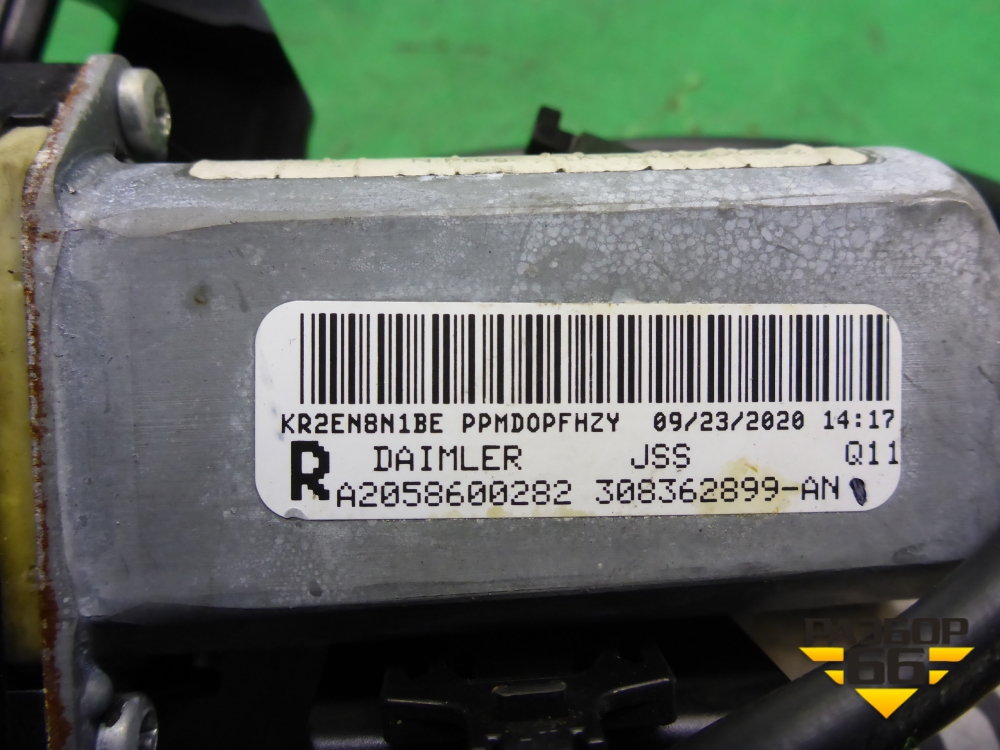 KR2EN8N1BE PPMDOPFHZY 09/23/2020 14:17
R DAIMLER JSS Q11
A2058600282 308362899-AN
РАЗБОР
66